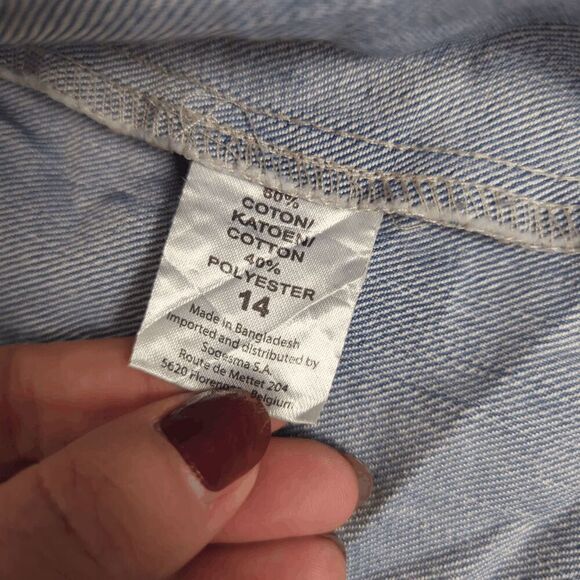 60%
COTON/
KATOEN/
COTTON
40%
POLYESTER
14
Made in Bangladesh
Imported and distributed by
Sogesma S.A.
Route de Mettet 204
5620 Belgium